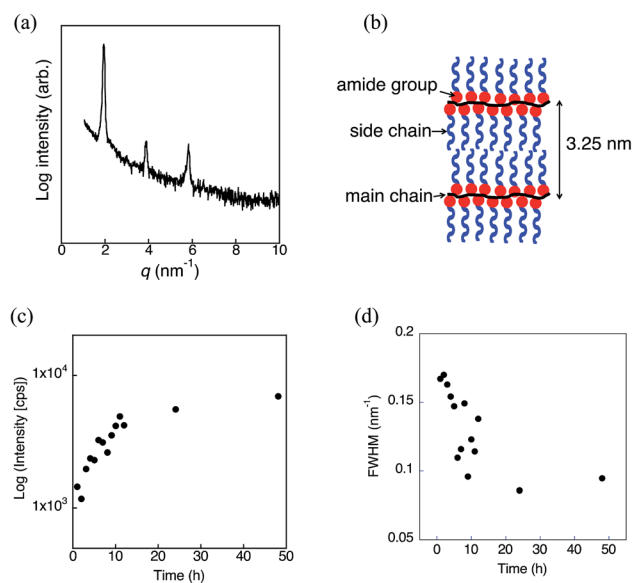 (a)
Log intensity (arb.)
0 2 4 6 8 10
q (nm⁻¹)
(b)
amide group
side chain
main chain
3.25 nm
(c)
Log (Intensity [cps])
1x10⁴
1x10³
0 10 20 30 40 50
Time (h)
(d)
FWHM (nm⁻¹)
0.2
0.15
0.1
0.05
0 10 20 30 40 50
Time (h)